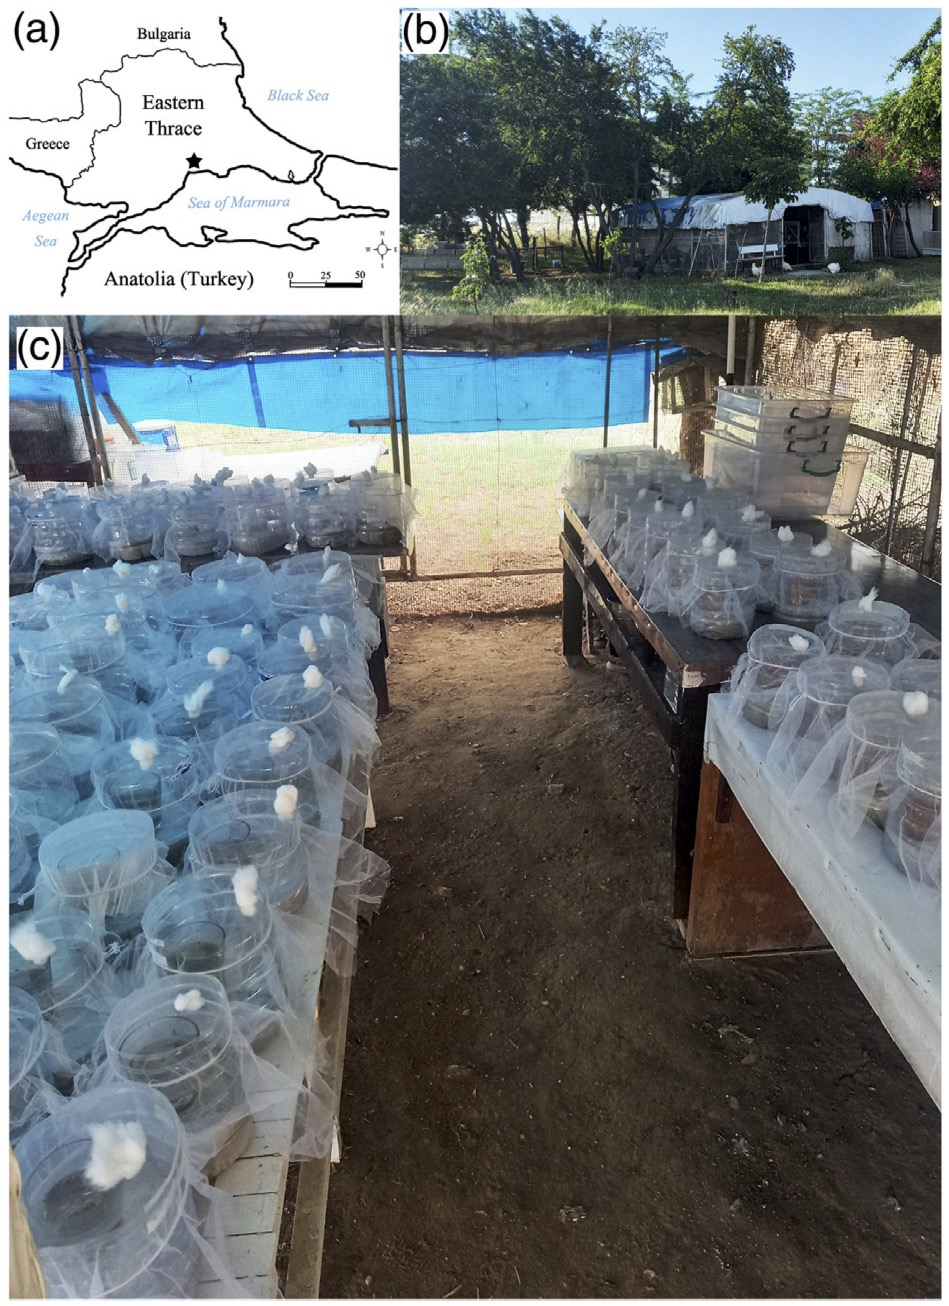 (a)
Bulgaria
Black Sea
Eastern
Thrace
Greece
Aegean
Sea
Sea of Marmara
N
W
E
S
Anatolia (Turkey)
0 25 50
(b)
(c)